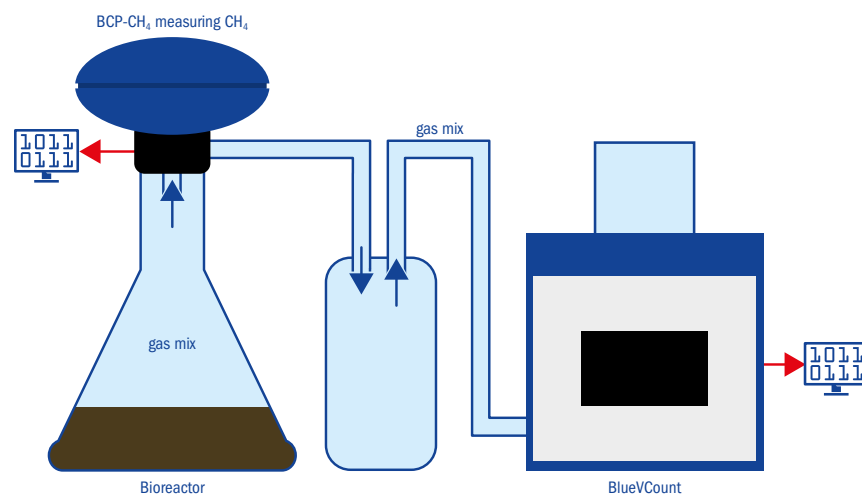 BCP-CH₄ measuring CH₄
1011
0111
gas mix
gas mix
1011
0111
Bioreactor
BlueVCount